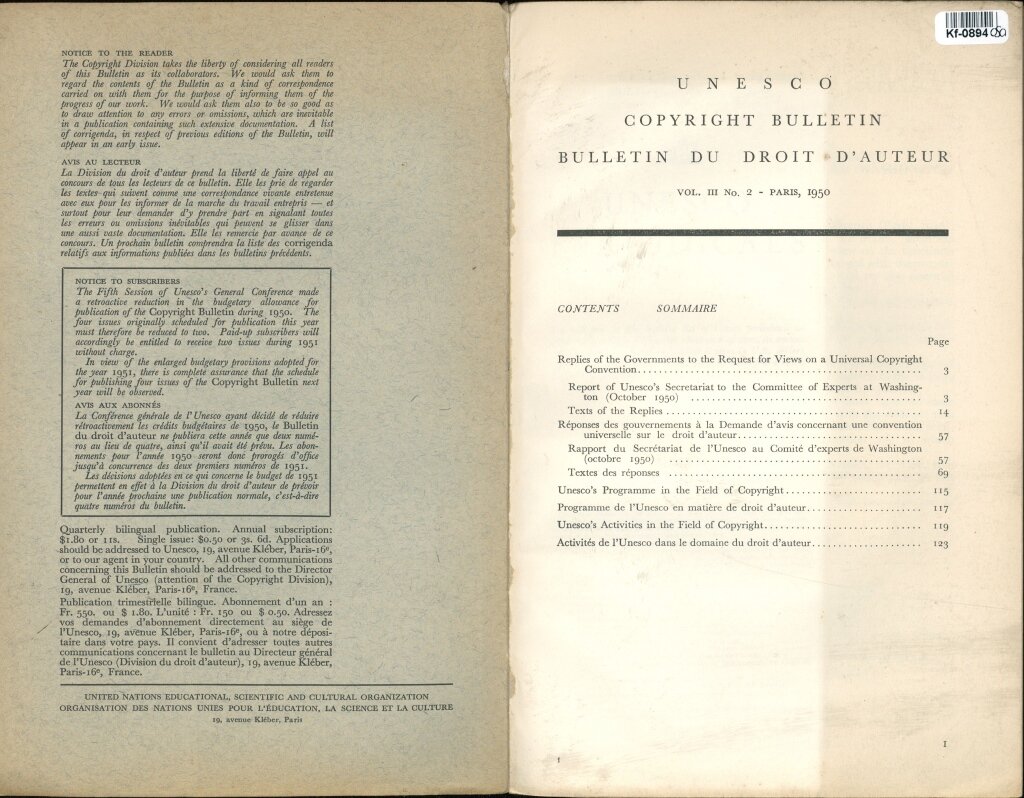 NOTICE TO THE READER
The Copyright Division takes the liberty of considering all readers
of this Bulletin as its collaborators. We would ask them to
regard the contents of the Bulletin as a kind of correspondence
carried on with them for the purpose of informing them of the
progress of our work. We would ask them also to be so good as
to draw attention to any errors or omissions, which are inevitable
in a publication containing such extensive documentation. A list
of corrigenda, in respect of previous editions of the Bulletin, will
appear in an early issue.
AVIS AU LECTEUR
La Division du droit d'auteur prend la liberté de faire appel au
concours de tous les lecteurs de ce bulletin. Elle les prie de regarder
les textes qui suivent comme une correspondance vivante entretenue
avec eux pour les informer de la marche du travail entrepris — et
surtout pour leur demander d'y prendre part en signalant toutes
les erreurs ou omissions inévitables qui peuvent se glisser dans
une aussi vaste documentation. Elle les remercie par avance de ce
concours. Un prochain bulletin comprendra la liste des corrigenda
relatifs aux informations publiées dans les bulletins précédents.
NOTICE TO SUBSCRIBERS
The Fifth Session of Unesco's General Conference made
a retroactive reduction in the budgetary allowance for
publication of the Copyright Bulletin during 1950. The
four issues originally scheduled for publication this year
must therefore be reduced to two. Paid-up subscribers will
accordingly be entitled to receive two issues during 1951
without charge.
In view of the enlarged budgetary provisions adopted for
the year 1951, there is complete assurance that the schedule
for publishing four issues of the Copyright Bulletin next
year will be observed.
AVIS AUX ABONNÉS
La Conférence générale de l'Unesco ayant décidé de réduire
rétroactivement les crédits budgétaires de 1950, le Bulletin
du droit d'auteur ne publiera cette année que deux numé-
ros au lieu de quatre, ainsi qu'il avait été prévu. Les abon-
nements pour l'année 1950 seront donc prorogés d'office
jusqu'à concurrence des deux premiers numéros de 1951.
Les décisions adoptées en ce qui concerne le budget de 1951
permettent en effet à la Division du droit d'auteur de prévoir
pour l'année prochaine une publication normale, c'est-à-dire
quatre numéros du bulletin.
Quarterly bilingual publication. Annual subscription:
$1.80 or 11s. Single issue: $0.50 or 3s. 6d. Applications
should be addressed to Unesco, 19, avenue Kléber, Paris-16e,
or to our agent in your country. All other communications
concerning this Bulletin should be addressed to the Director
General of Unesco (attention of the Copyright Division),
19, avenue Kléber, Paris-16e, France.
Publication trimestrielle bilingue. Abonnement d'un an :
Fr. 550. ou $ 1.80. L'unité : Fr. 150 ou $ 0.50. Adressez
vos demandes d'abonnement directement au siège de
l'Unesco, 19, avenue Kléber, Paris-16e, ou à notre déposi-
taire dans votre pays. Il convient d'adresser toutes autres
communications concernant le bulletin au Directeur général
de l'Unesco (Division du droit d'auteur), 19, avenue Kléber,
Paris-16e, France.
UNITED NATIONS EDUCATIONAL, SCIENTIFIC AND CULTURAL ORGANIZATION
ORGANISATION DES NATIONS UNIES POUR L'ÉDUCATION, LA SCIENCE ET LA CULTURE
19, avenue Kléber, Paris
Kf-0894
UNESCO
COPYRIGHT BULLETIN
BULLETIN DU DROIT D'AUTEUR
VOL. III No. 2 - PARIS, 1950
CONTENTS SOMMAIRE
Page
Replies of the Governments to the Request for Views on a Universal Copyright
Convention . . . . . . . . . . 3
Report of Unesco's Secretariat to the Committee of Experts at Washing-
ton (October 1950) . . . . . . . . . . 3
Texts of the Replies . . . . . . . . . . 14
Réponses des gouvernements à la Demande d'avis concernant une convention
universelle sur le droit d'auteur . . . . . . . . . . 57
Rapport du Secrétariat de l'Unesco au Comité d'experts de Washington
(octobre 1950) . . . . . . . . . . 57
Textes des réponses . . . . . . . . . . 69
Unesco's Programme in the Field of Copyright . . . . . . . . . . 115
Programme de l'Unesco en matière de droit d'auteur . . . . . . . . . . 117
Unesco's Activities in the Field of Copyright . . . . . . . . . . 119
Activités de l'Unesco dans le domaine du droit d'auteur . . . . . . . . . . 123
1
1